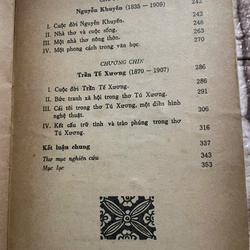 Nguyễn Khuyến (1835 - 1909) 242
I. Cuộc đời Nguyễn Khuyến. 243
II. Nhà thơ và cuộc sống. 246
III. Một nhà thơ nông thôn. 260
IV. Một phong cách trong văn học. 270
CHƯƠNG CHÍN
Trần Tế Xương (1870 - 1907) 286
I. Cuộc đời Trần Tế Xương. 286
II. Bức tranh xã hội trong thơ Tú Xương. 291
III. Cái tôi trong thơ Tú Xương, một điển hình
nghệ thuật. 306
IV. Kết cấu trữ tình và trào phúng trong thơ
Tú Xương. 316
Kết luận chung 337
Thư mục nghiên cứu 343
Mục lục 353